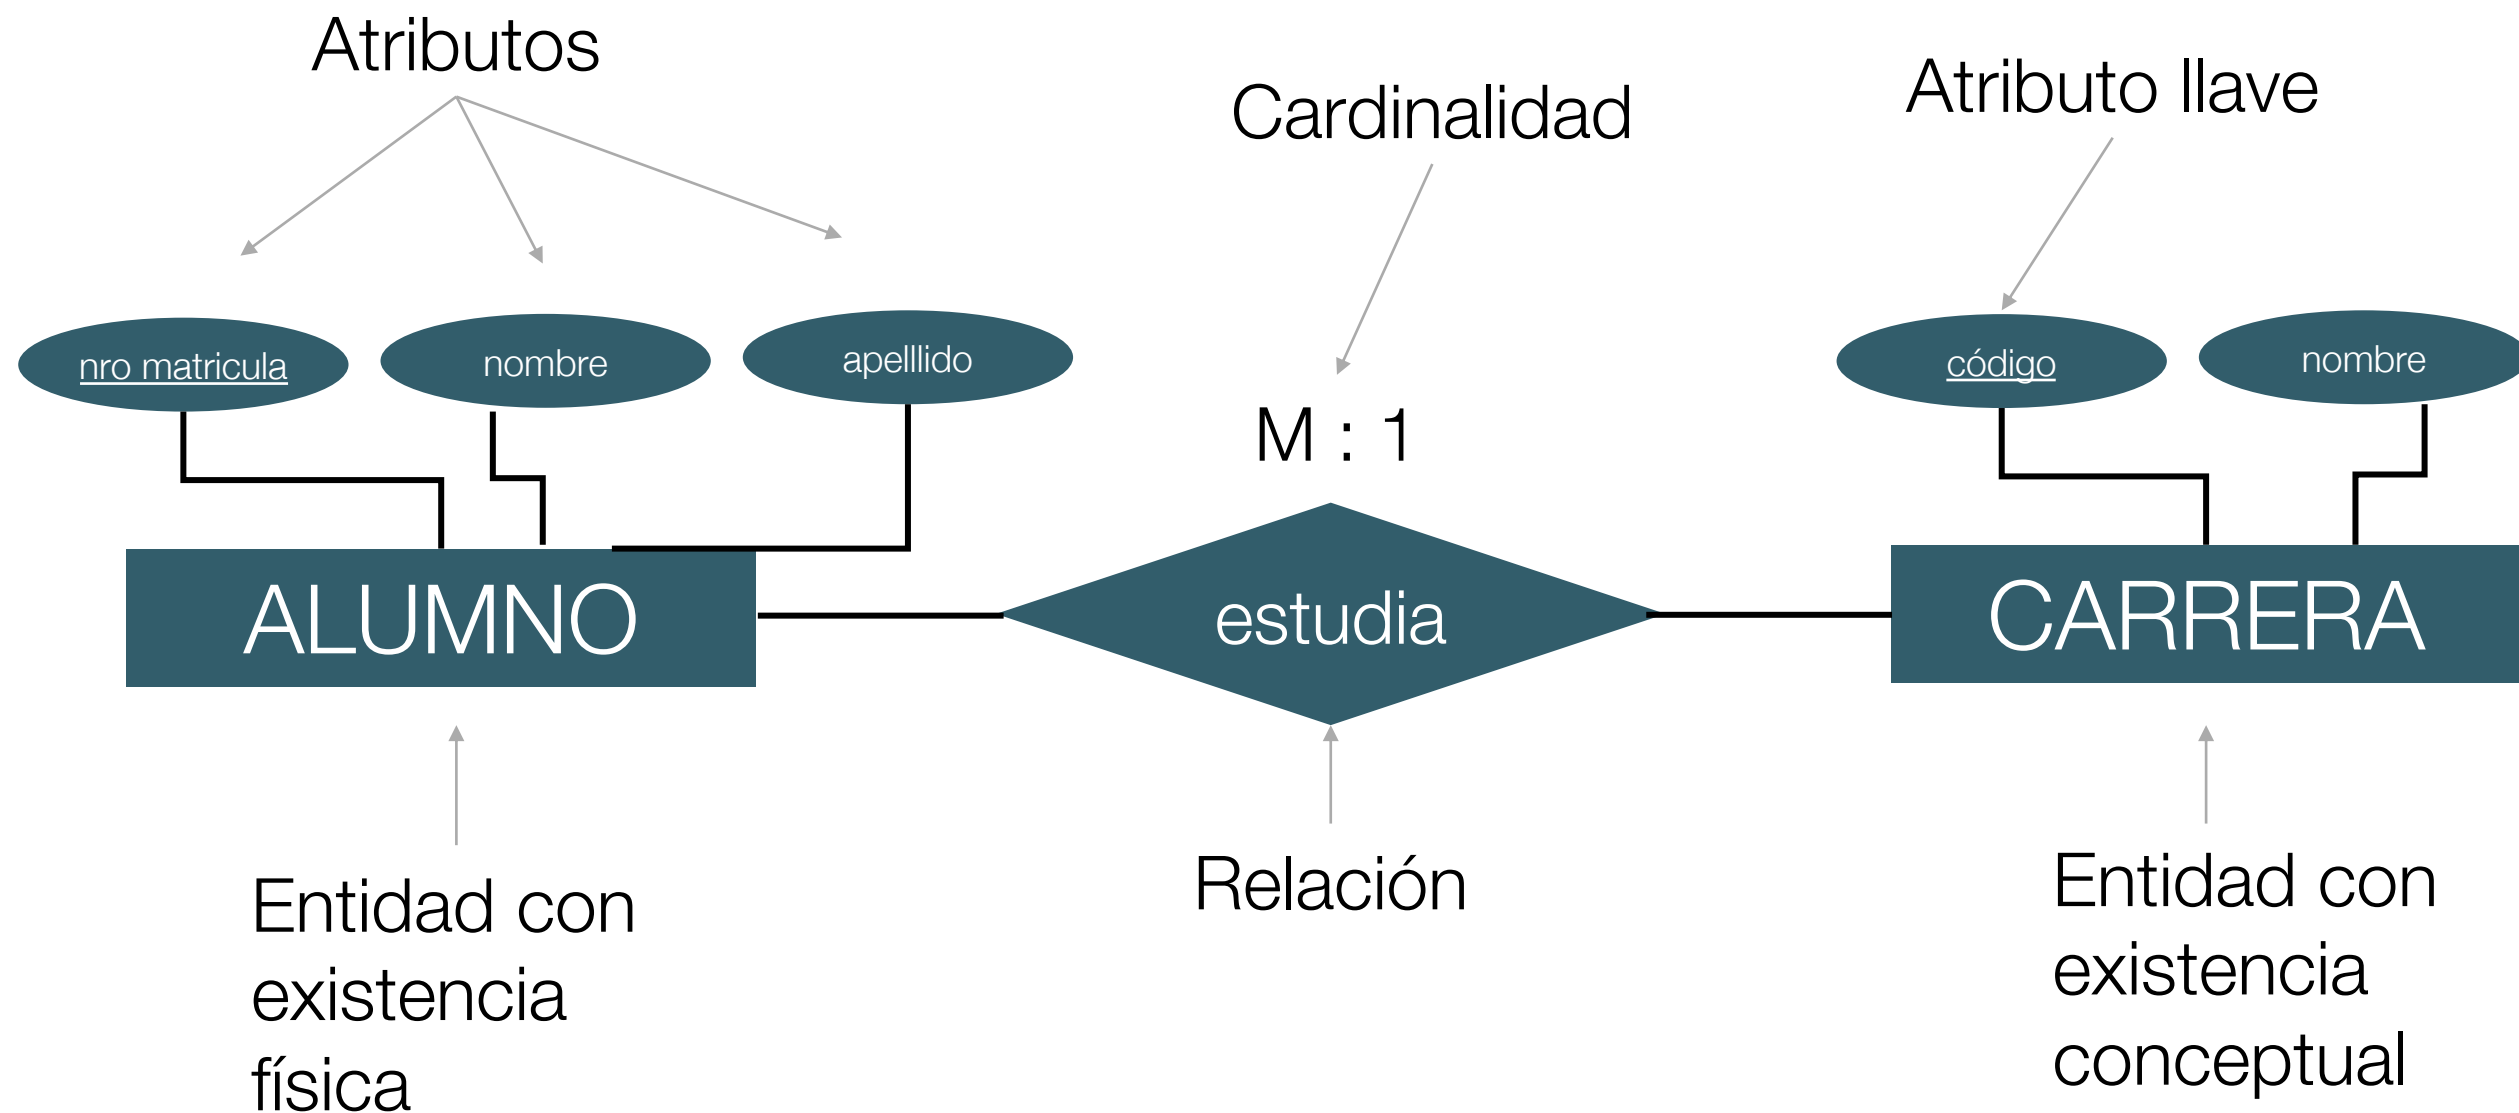 Atributos
Cardinalidad
Atributo llave
nro matricula
nombre
apelllido
código
nombre
M : 1
ALUMNO
estudia
CARRERA
Entidad con
existencia
física
Relación
Entidad con
existencia
conceptual